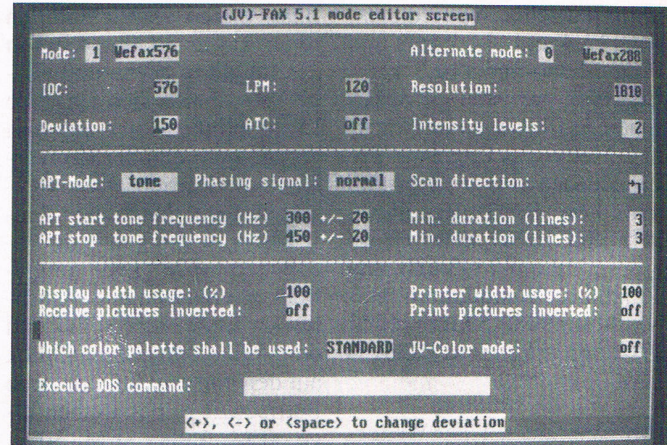 (JV)-FAX 5.1 mode editor screen
Mode: 1 Wefax576 Alternate mode: 0 Wefax288
IOC: 576 LPM: 120 Resolution: 1810
Deviation: 150 ATC: off Intensity levels: 2
APT-Mode: tone Phasing signal: normal Scan direction:
APT start tone frequency (Hz) 300 +/- 20 Min. duration (lines): 3
APT stop tone frequency (Hz) 450 +/- 20 Min. duration (lines): 3
Display width usage: (%) 100 Printer width usage: (%) 100
Receive pictures inverted: off Print pictures inverted: off
Which color palette shall be used: STANDARD JV-Color mode: off
Execute DOS command:
<+>, <-> or <space> to change deviation